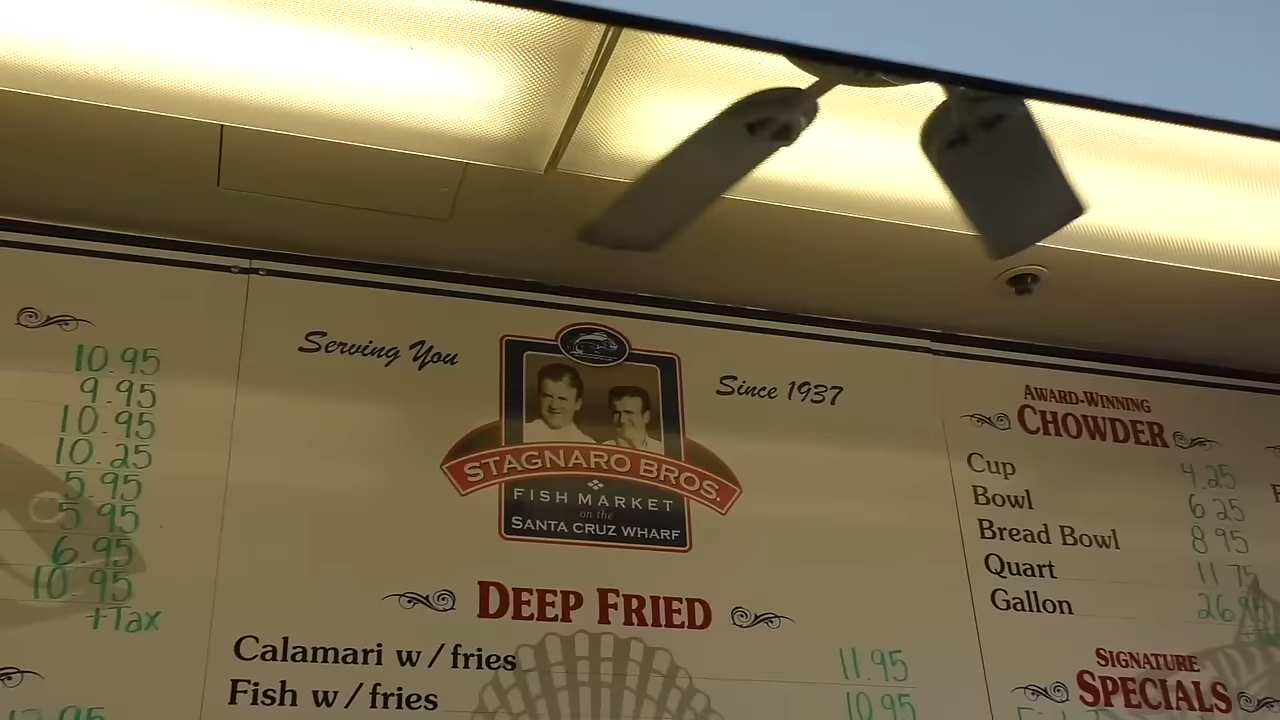 10.95
9.95
10.95
10.25
5.95
5.95
6.95
10.95
+Tax
Serving You
Since 1937
STAGNARO BROS.
FISH MARKET
on the
SANTA CRUZ WHARF
DEEP FRIED
Calamari w/fries 11.95
Fish w/fries 10.95
AWARD-WINNING
CHOWDER
Cup 4.25
Bowl 6.25
Bread Bowl 8.95
Quart 11.75
Gallon
SIGNATURE
SPECIALS